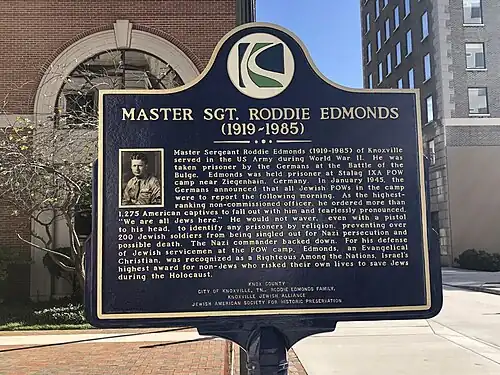 MASTER SGT. RODDIE EDMONDS
(1919-1985)
Master Sergeant Roddie Edmonds (1919-1985) of Knoxville
served in the US Army during World War II. He was
taken prisoner by the Germans at the Battle of the
Bulge. Edmonds was held prisoner at Stalag IXA POW
camp near Ziegenhain, Germany. In January 1945, the
Germans announced that all Jewish POWs in the camp
were to report the following morning. As the highest-
ranking non-commissioned officer, he ordered more than
1,275 American captives to fall out with him and fearlessly pronounced,
"We are all Jews here." He would not waver, even with a pistol
to his head, to identify any prisoners by religion, preventing over
200 Jewish soldiers from being singled out for Nazi persecution and
possible death. The Nazi commander backed down. For his defense
of Jewish servicemen at the POW camp, Edmonds, an Evangelical
Christian, was recognized as a Righteous Among the Nations, Israel's
highest award for non-Jews who risked their own lives to save Jews
during the Holocaust.
KNOX COUNTY
CITY OF KNOXVILLE, TN., RODDIE EDMONDS FAMILY,
KNOXVILLE JEWISH ALLIANCE
JEWISH AMERICAN SOCIETY FOR HISTORIC PRESERVATION